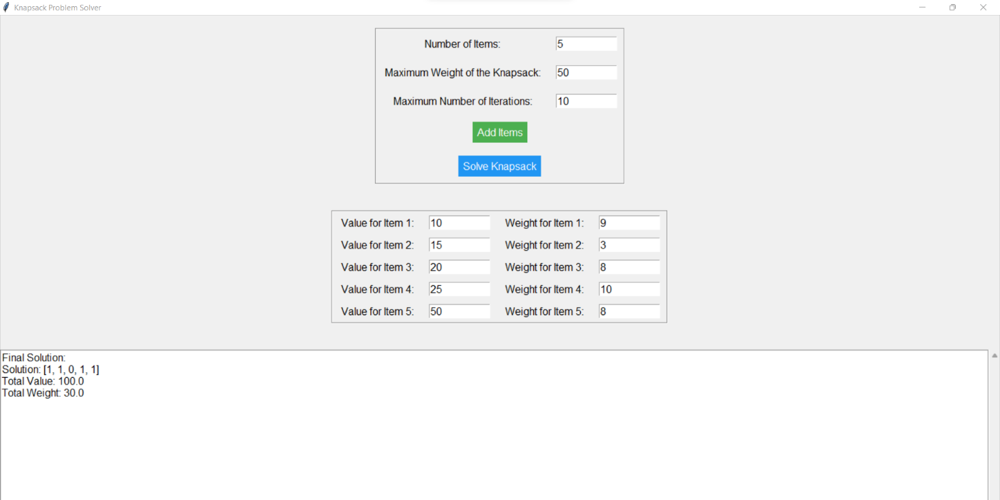 Knapsack Problem Solver
Number of Items: 5
Maximum Weight of the Knapsack: 50
Maximum Number of Iterations: 10
Add Items
Solve Knapsack
Value for Item 1: 10 Weight for Item 1: 9
Value for Item 2: 15 Weight for Item 2: 3
Value for Item 3: 20 Weight for Item 3: 8
Value for Item 4: 25 Weight for Item 4: 10
Value for Item 5: 50 Weight for Item 5: 8
Final Solution:
Solution: [1, 1, 0, 1, 1]
Total Value: 100.0
Total Weight: 30.0